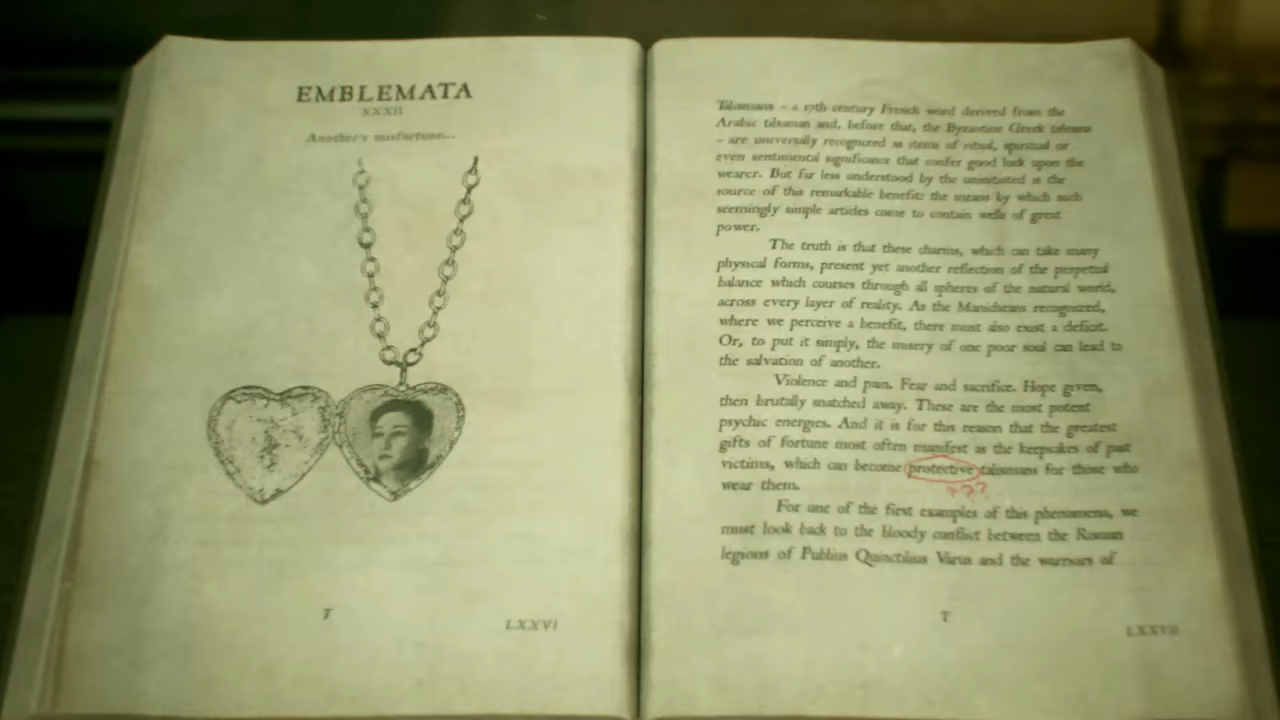 EMBLEMATA
XXXII
Another's misfortune...
T
LXXVI
Talismans - a 17th century French word derived from the
Arabic tilsaman and, before that, the Byzantine Greek telesma
- are universally recognized as items of ritual, spiritual or
even sentimental significance that confer good luck upon the
wearer. But far less understood by the uninitiated is the
source of this remarkable benefit: the means by which such
seemingly simple articles come to contain wells of great
power.
The truth is that these charms, which can take many
physical forms, present yet another reflection of the perpetual
balance which courses through all spheres of the natural world,
across every layer of reality. As the Manicheans recognized,
where we perceive a benefit, there must also exist a deficit.
Or, to put it simply, the misery of one poor soul can lead to
the salvation of another.
Violence and pain. Fear and sacrifice. Hope given,
then brutally snatched away. These are the most potent
psychic energies. And it is for this reason that the greatest
gifts of fortune most often manifest as the keepsakes of past
victims, which can become protective talismans for those who
wear them.
???
For one of the first examples of this phenomena, we
must look back to the bloody conflict between the Roman
legions of Publius Quinctilius Varus and the warriors of
T
LXXVII